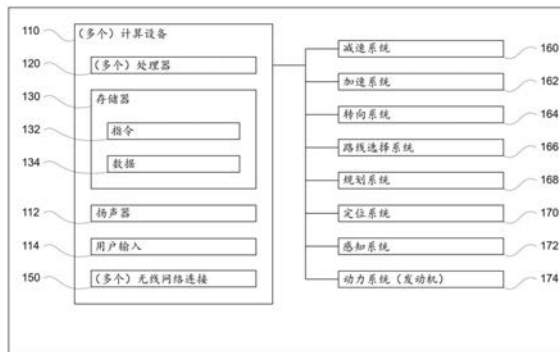 110
(多个) 计算设备
120
(多个) 处理器
130
存储器
132
指令
134
数据
112
扬声器
114
用户输入
150
(多个) 无线网络连接
减速系统
160
加速系统
162
转向系统
164
路线选择系统
166
规划系统
168
定位系统
170
感知系统
172
动力系统 (发动机)
174